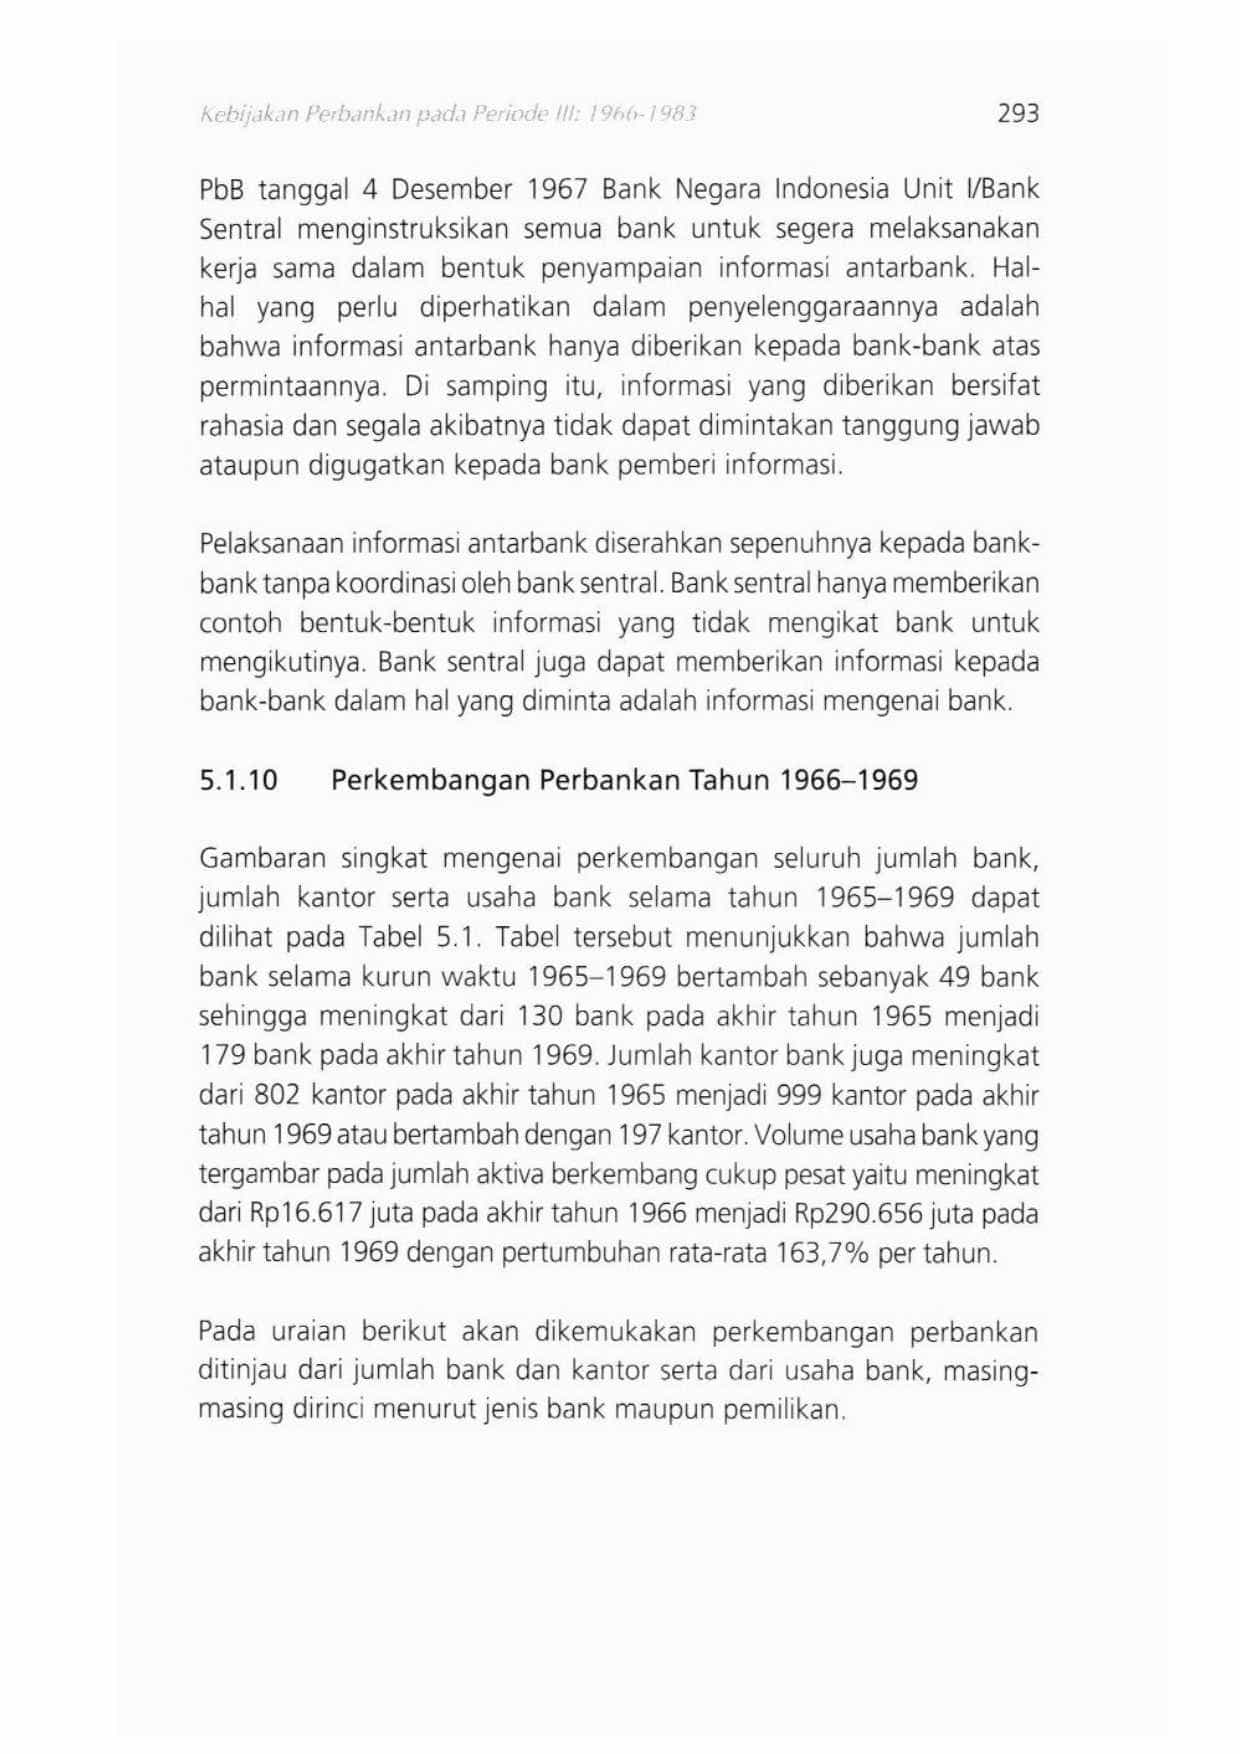 Kebijakan Perbankan pada Periode III: 1966-1983 293
PbB tanggal 4 Desember 1967 Bank Negara Indonesia Unit I/Bank
Sentral menginstruksikan semua bank untuk segera melaksanakan
kerja sama dalam bentuk penyampaian informasi antarbank. Hal-
hal yang perlu diperhatikan dalam penyelenggaraannya adalah
bahwa informasi antarbank hanya diberikan kepada bank-bank atas
permintaannya. Di samping itu, informasi yang diberikan bersifat
rahasia dan segala akibatnya tidak dapat dimintakan tanggung jawab
ataupun digugatkan kepada bank pemberi informasi.
Pelaksanaan informasi antarbank diserahkan sepenuhnya kepada bank-
bank tanpa koordinasi oleh bank sentral. Bank sentral hanya memberikan
contoh bentuk-bentuk informasi yang tidak mengikat bank untuk
mengikutinya. Bank sentral juga dapat memberikan informasi kepada
bank-bank dalam hal yang diminta adalah informasi mengenai bank.
5.1.10 Perkembangan Perbankan Tahun 1966–1969
Gambaran singkat mengenai perkembangan seluruh jumlah bank,
jumlah kantor serta usaha bank selama tahun 1965–1969 dapat
dilihat pada Tabel 5.1. Tabel tersebut menunjukkan bahwa jumlah
bank selama kurun waktu 1965–1969 bertambah sebanyak 49 bank
sehingga meningkat dari 130 bank pada akhir tahun 1965 menjadi
179 bank pada akhir tahun 1969. Jumlah kantor bank juga meningkat
dari 802 kantor pada akhir tahun 1965 menjadi 999 kantor pada akhir
tahun 1969 atau bertambah dengan 197 kantor. Volume usaha bank yang
tergambar pada jumlah aktiva berkembang cukup pesat yaitu meningkat
dari Rp16.617 juta pada akhir tahun 1966 menjadi Rp290.656 juta pada
akhir tahun 1969 dengan pertumbuhan rata-rata 163,7% per tahun.
Pada uraian berikut akan dikemukakan perkembangan perbankan
ditinjau dari jumlah bank dan kantor serta dari usaha bank, masing-
masing dirinci menurut jenis bank maupun pemilikan.